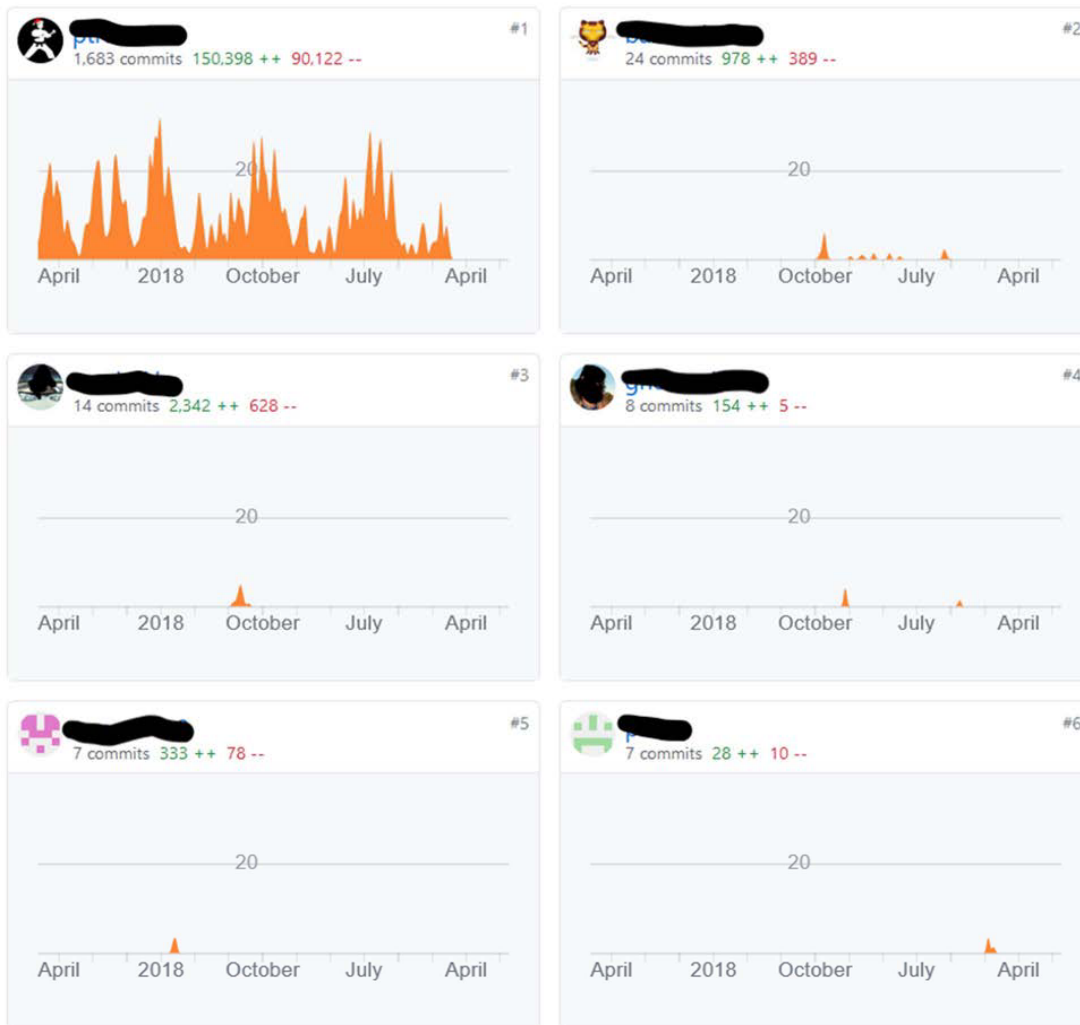 #1
1,683 commits 150,398 ++ 90,122 --
20
April 2018 October July April
#2
24 commits 978 ++ 389 --
20
April 2018 October July April
#3
14 commits 2,342 ++ 628 --
20
April 2018 October July April
#4
8 commits 154 ++ 5 --
20
April 2018 October July April
#5
7 commits 333 ++ 78 --
20
April 2018 October July April
#6
7 commits 28 ++ 10 --
20
April 2018 October July April